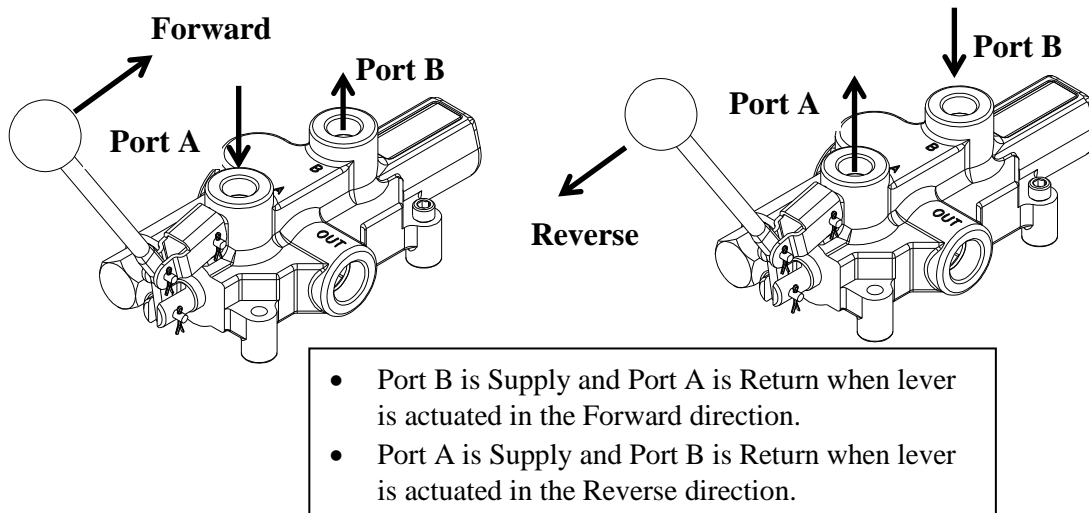 Forward
Port B
Port A
A
B
OUT
Port B
Port A
Reverse
A
B
OUT
• Port B is Supply and Port A is Return when lever
is actuated in the Forward direction.
• Port A is Supply and Port B is Return when lever
is actuated in the Reverse direction.